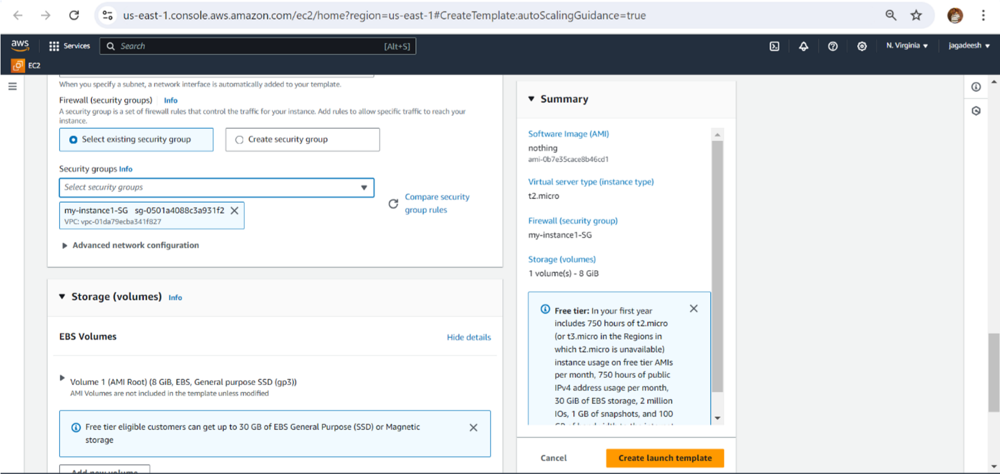 us-east-1.console.aws.amazon.com/ec2/home?region=us-east-1#CreateTemplate:autoScalingGuidance=true
aws Services Search [Alt+S] N. Virginia jagadeesh
EC2
When you specify a subnet, a network interface is automatically added to your template.
Firewall (security groups) Info
A security group is a set of firewall rules that control the traffic for your instance. Add rules to allow specific traffic to reach your
instance.
Select existing security group Create security group
Security groups Info
Select security groups
my-instance1-SG sg-0501a4088c3a931f2
VPC: vpc-01da79ecba341f827
Compare security
group rules
Advanced network configuration
Storage (volumes) Info
EBS Volumes Hide details
Volume 1 (AMI Root) (8 GiB, EBS, General purpose SSD (gp3))
AMI Volumes are not included in the template unless modified
Free tier eligible customers can get up to 30 GB of EBS General Purpose (SSD) or Magnetic
storage
Add new volume
Summary
Software Image (AMI)
nothing
ami-0b7e35cace8b46cd1
Virtual server type (instance type)
t2.micro
Firewall (security group)
my-instance1-SG
Storage (volumes)
1 volume(s) - 8 GiB
Free tier: In your first year
includes 750 hours of t2.micro
(or t3.micro in the Regions in
which t2.micro is unavailable)
instance usage on free tier AMIs
per month, 750 hours of public
IPv4 address usage per month,
30 GiB of EBS storage, 2 million
IOs, 1 GB of snapshots, and 100
Cancel Create launch template